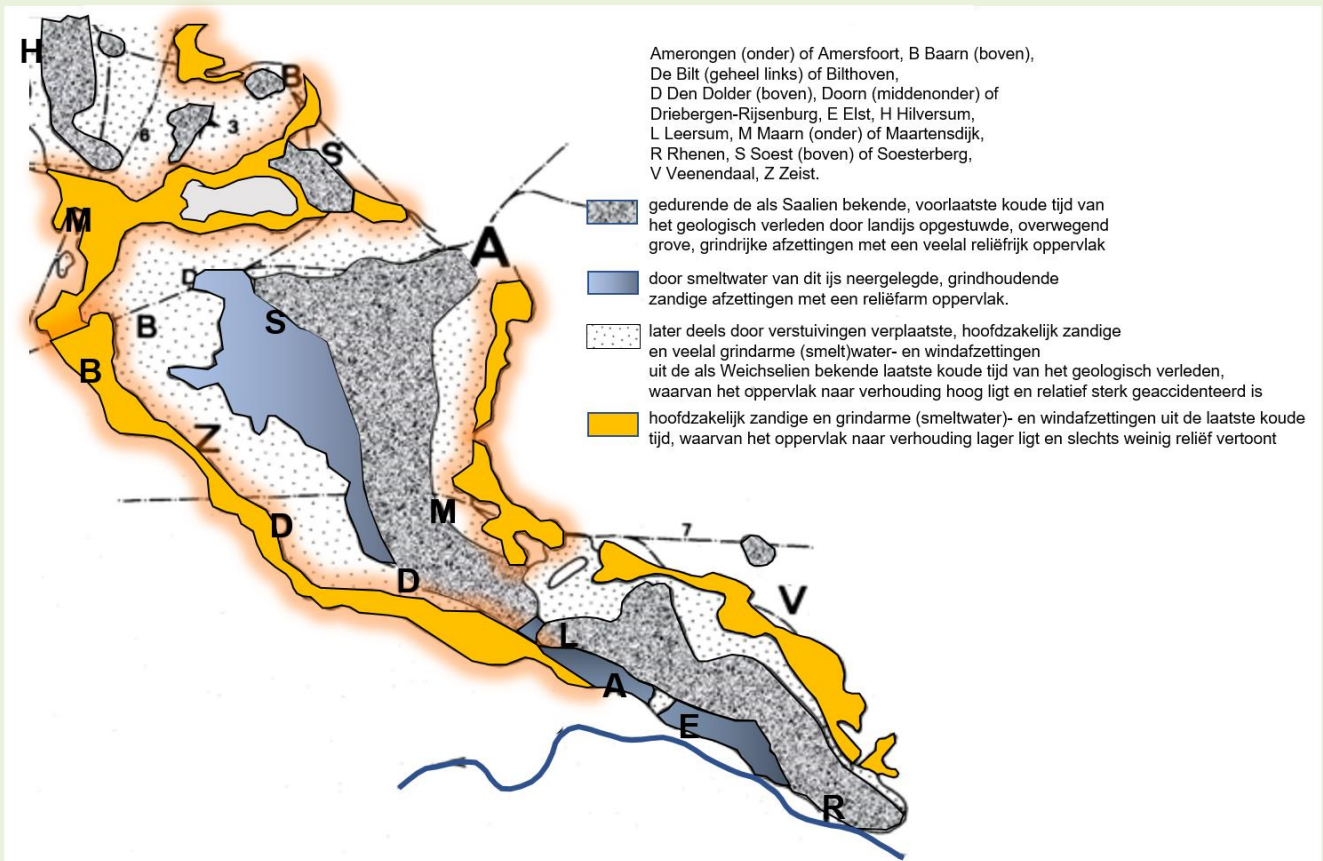 H
B
6
3
S
M
A
D
B
S
B
Z
D
M
D
7
V
L
A
E
R
Amerongen (onder) of Amersfoort, B Baarn (boven),
De Bilt (geheel links) of Bilthoven,
D Den Dolder (boven), Doorn (middenonder) of
Driebergen-Rijsenburg, E Elst, H Hilversum,
L Leersum, M Maarn (onder) of Maartensdijk,
R Rhenen, S Soest (boven) of Soesterberg,
V Veenendaal, Z Zeist.
gedurende de als Saalien bekende, voorlaatste koude tijd van
het geologisch verleden door landijs opgestuwde, overwegend
grove, grindrijke afzettingen met een veelal reliëfrijk oppervlak
door smeltwater van dit ijs neergelegde, grindhoudende
zandige afzettingen met een reliëfarm oppervlak.
later deels door verstuivingen verplaatste, hoofdzakelijk zandige
en veelal grindarme (smelt)water- en windafzettingen
uit de als Weichselien bekende laatste koude tijd van het geologisch verleden,
waarvan het oppervlak naar verhouding hoog ligt en relatief sterk geaccidenteerd is
hoofdzakelijk zandige en grindarme (smeltwater)- en windafzettingen uit de laatste koude
tijd, waarvan het oppervlak naar verhouding lager ligt en slechts weinig reliëf vertoont